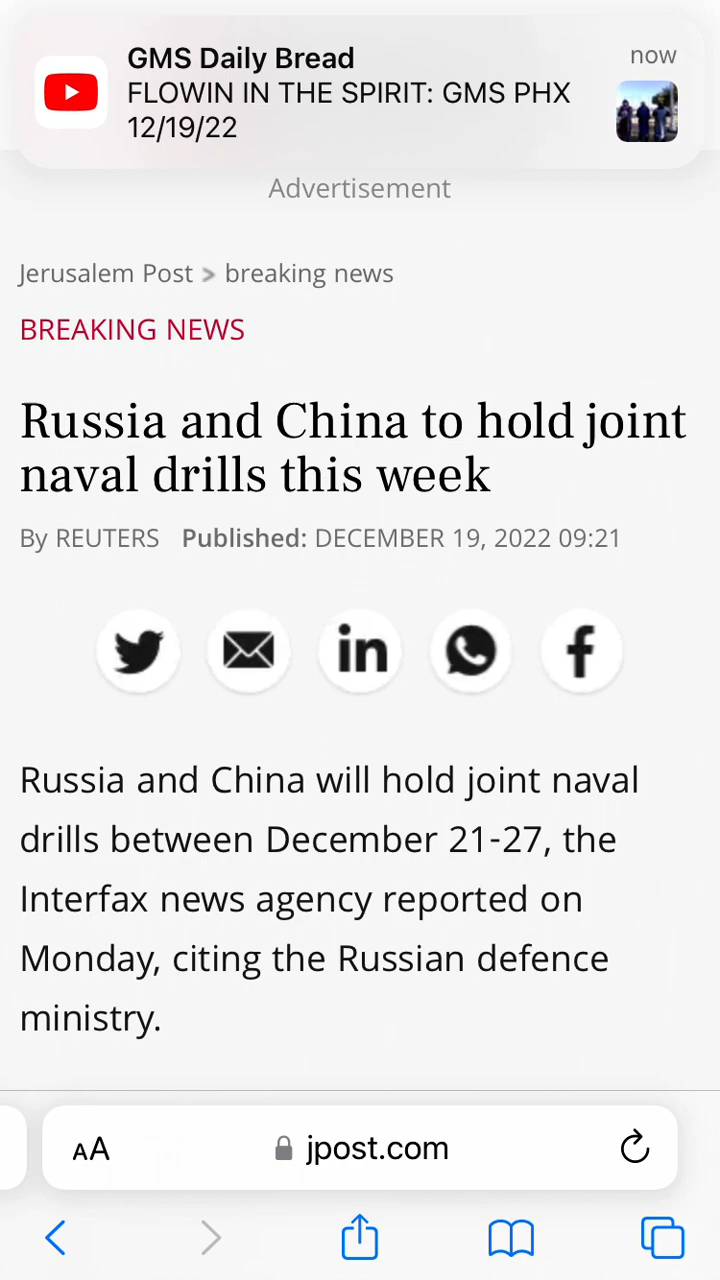 GMS Daily Bread
now
FLOWIN IN THE SPIRIT: GMS PHX
12/19/22
Advertisement
Jerusalem Post > breaking news
BREAKING NEWS
Russia and China to hold joint
naval drills this week
By REUTERS Published: DECEMBER 19, 2022 09:21
in
f
Russia and China will hold joint naval
drills between December 21-27, the
Interfax news agency reported on
Monday, citing the Russian defence
ministry.
AA jpost.com